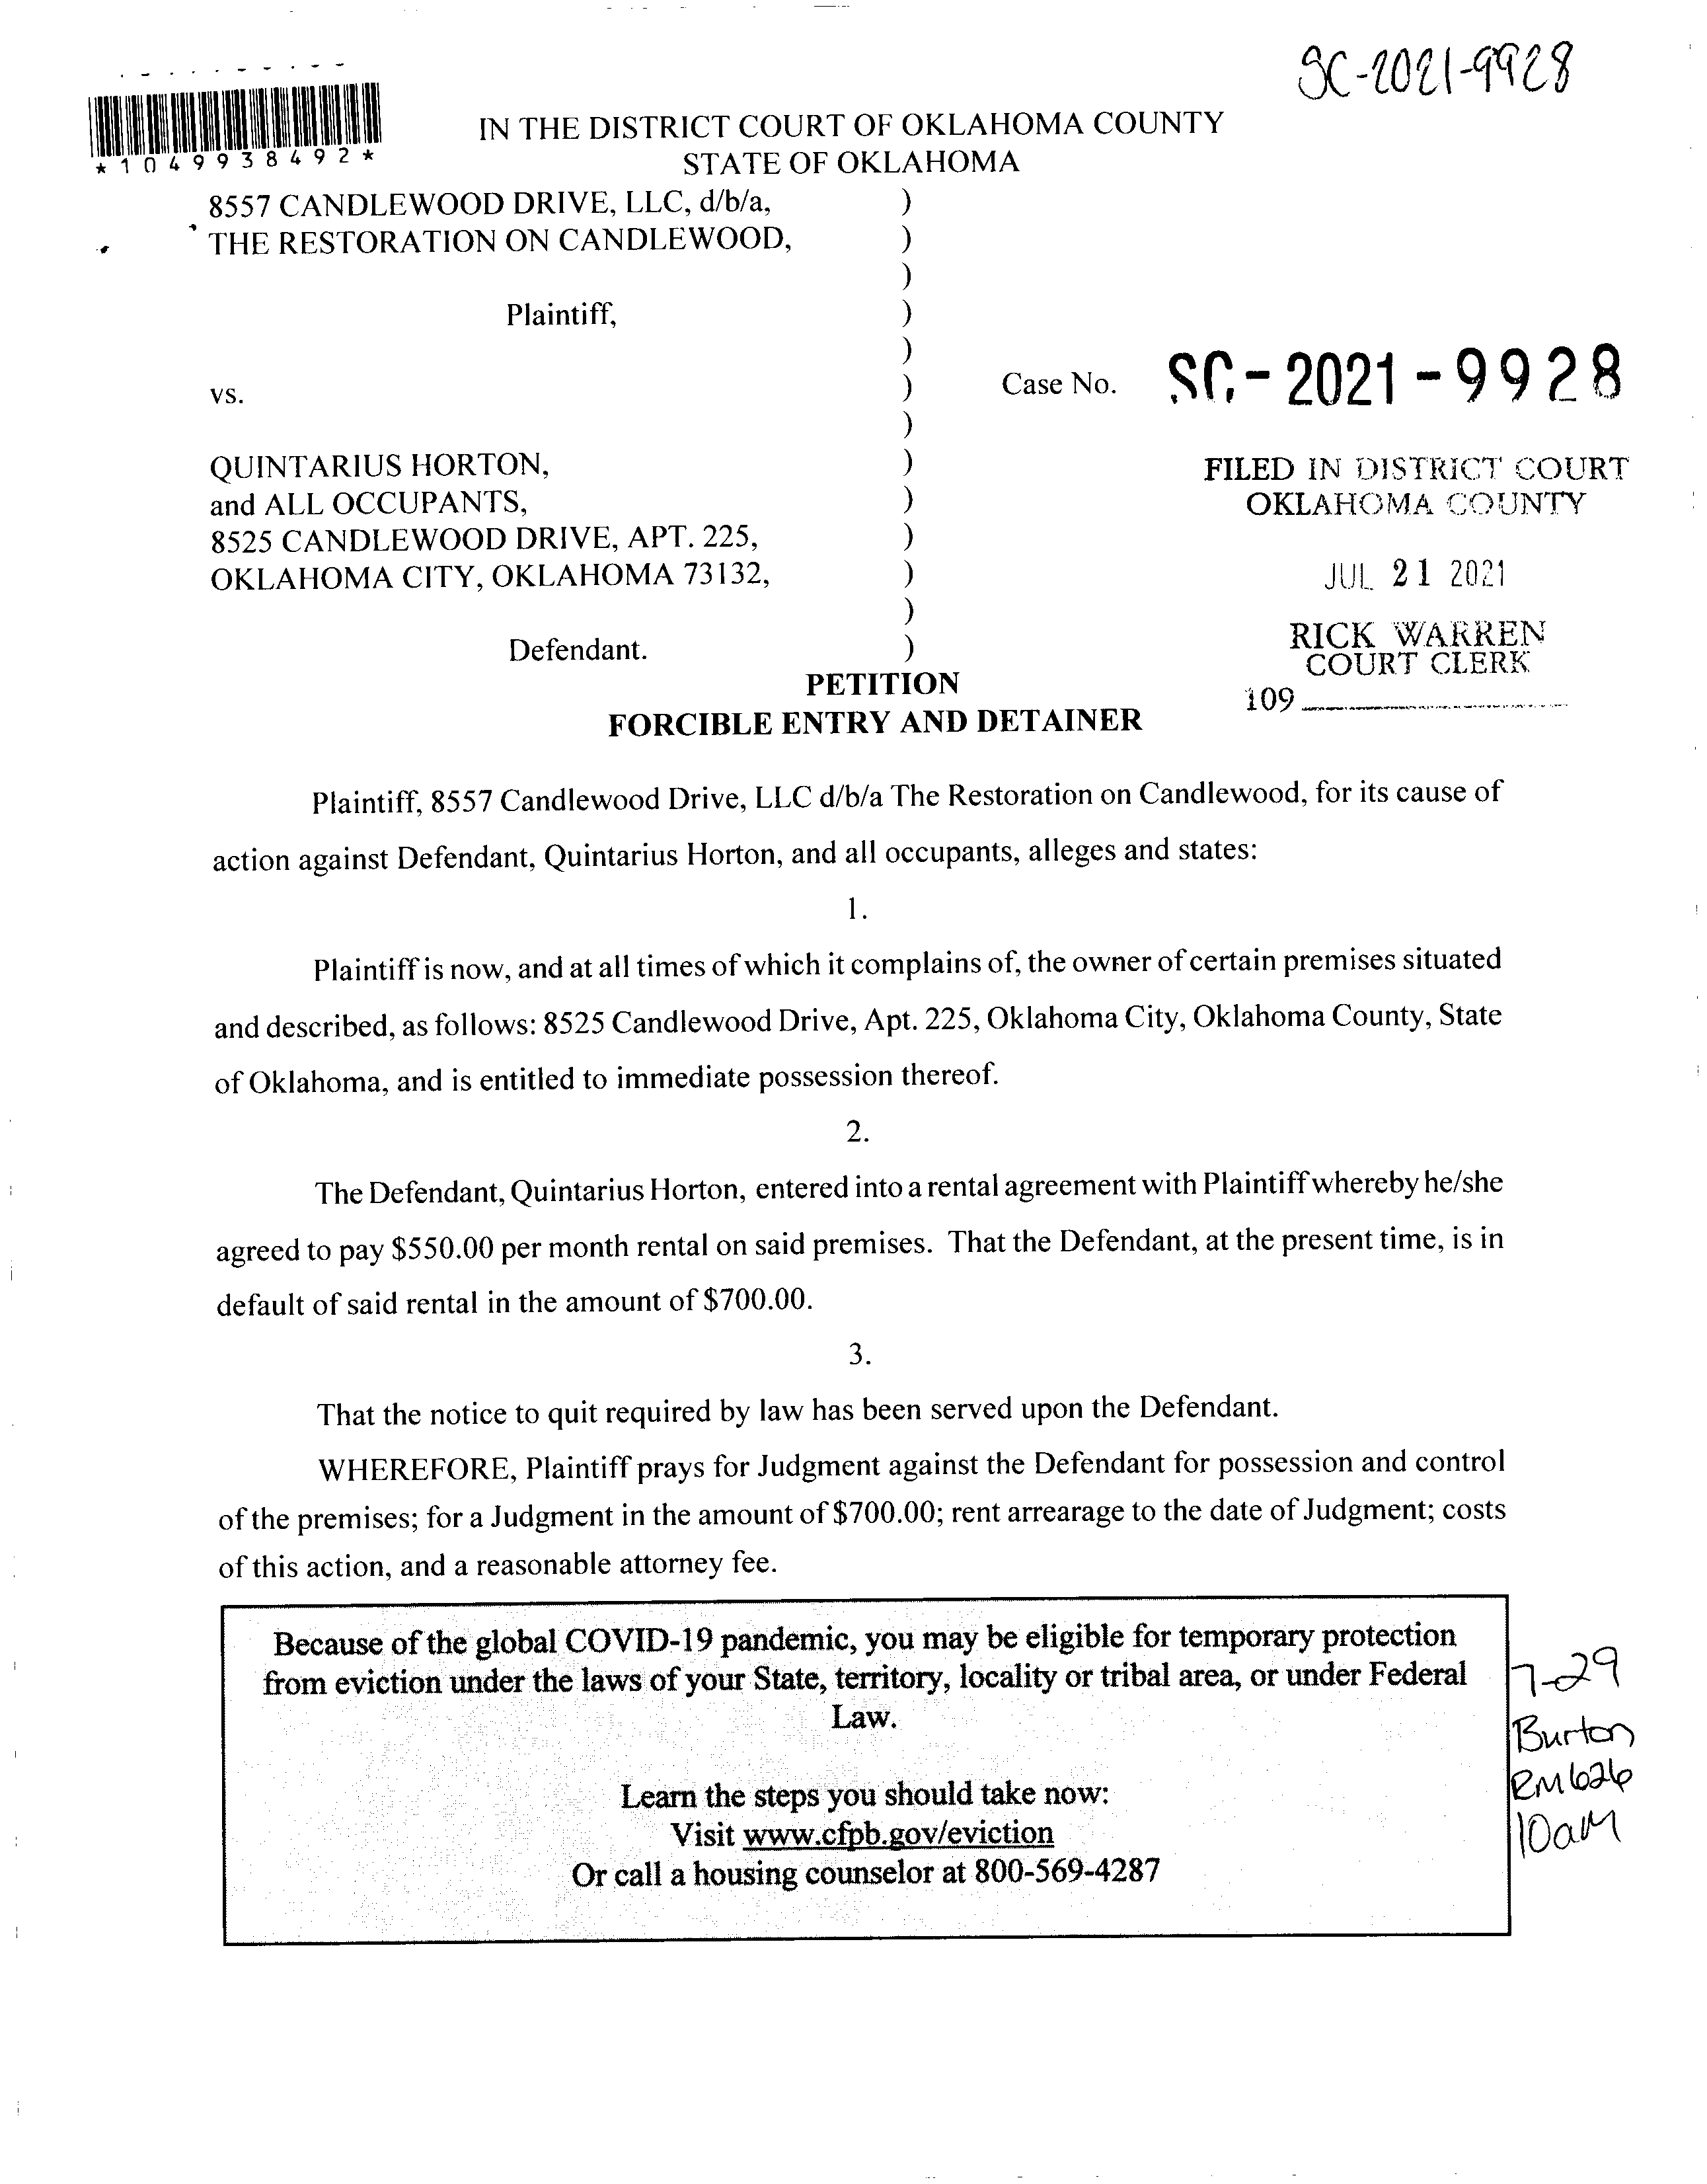 SC-2021-9928
*1049938492*
IN THE DISTRICT COURT OF OKLAHOMA COUNTY
STATE OF OKLAHOMA
8557 CANDLEWOOD DRIVE, LLC, d/b/a, )
THE RESTORATION ON CANDLEWOOD, )
)
Plaintiff, )
)
vs. ) Case No. SC-2021-9928
)
QUINTARIUS HORTON, )
and ALL OCCUPANTS, )
8525 CANDLEWOOD DRIVE, APT. 225, )
OKLAHOMA CITY, OKLAHOMA 73132, )
)
Defendant. )
FILED IN DISTRICT COURT
OKLAHOMA COUNTY
JUL 21 2021
RICK WARREN
COURT CLERK
109
PETITION
FORCIBLE ENTRY AND DETAINER
Plaintiff, 8557 Candlewood Drive, LLC d/b/a The Restoration on Candlewood, for its cause of
action against Defendant, Quintarius Horton, and all occupants, alleges and states:
1.
Plaintiff is now, and at all times of which it complains of, the owner of certain premises situated
and described, as follows: 8525 Candlewood Drive, Apt. 225, Oklahoma City, Oklahoma County, State
of Oklahoma, and is entitled to immediate possession thereof.
2.
The Defendant, Quintarius Horton, entered into a rental agreement with Plaintiff whereby he/she
agreed to pay $550.00 per month rental on said premises. That the Defendant, at the present time, is in
default of said rental in the amount of $700.00.
3.
That the notice to quit required by law has been served upon the Defendant.
WHEREFORE, Plaintiff prays for Judgment against the Defendant for possession and control
of the premises; for a Judgment in the amount of $700.00; rent arrearage to the date of Judgment; costs
of this action, and a reasonable attorney fee.
Because of the global COVID-19 pandemic, you may be eligible for temporary protection
from eviction under the laws of your State, territory, locality or tribal area, or under Federal
Law.
Learn the steps you should take now:
Visit www.cfpb.gov/eviction
Or call a housing counselor at 800-569-4287
7-29
Burton
RM 626
10am